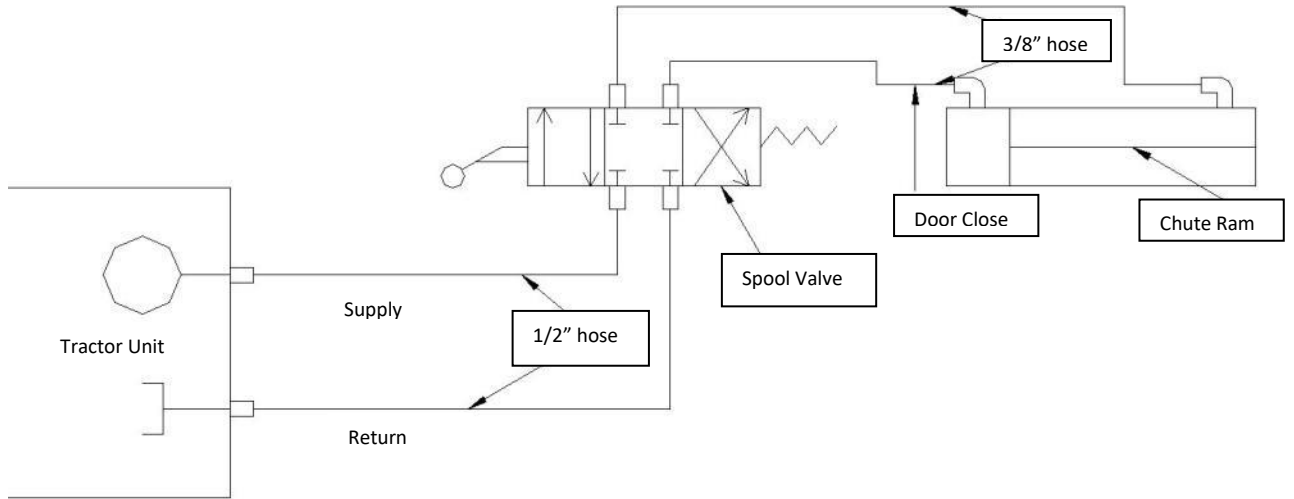 3/8” hose
Door Close
Chute Ram
Spool Valve
Supply
1/2” hose
Tractor Unit
Return